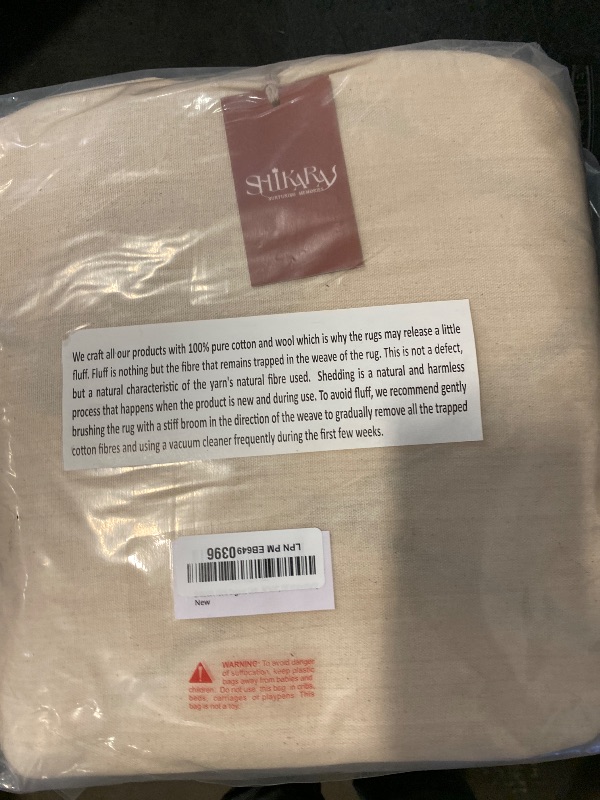 SHIKARAY
NURTURING MEMORIES
We craft all our products with 100% pure cotton and wool which is why the rugs may release a little
fluff. Fluff is nothing but the fibre that remains trapped in the weave of the rug. This is not a defect,
but a natural characteristic of the yarn's natural fibre used. Shedding is a natural and harmless
process that happens when the product is new and during use. To avoid fluff, we recommend gently
brushing the rug with a stiff broom in the direction of the weave to gradually remove all the trapped
cotton fibres and using a vacuum cleaner frequently during the first few weeks.
LPN PM EB6490396
New
WARNING: To avoid danger
of suffocation, keep plastic
bags away from babies and
children. Do not use this bag in cribs,
beds, carriages or playpens. This
bag is not a toy.